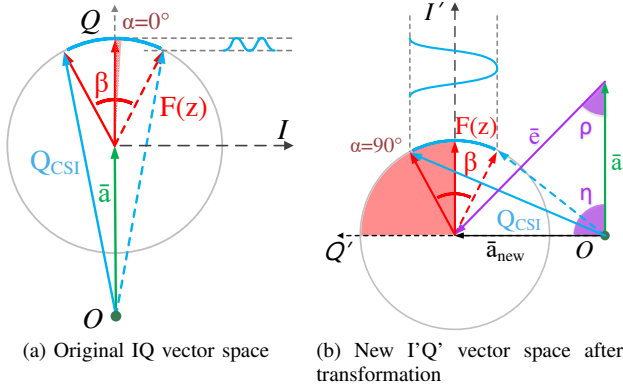 Q
α=0°
β
F(z)
I
Q_CSI
ā
O
(a) Original IQ vector space
I′
α=90°
F(z)
ē
ρ
β
ā
Q_CSI
η
Q′
ā_new
O
(b) New I'Q' vector space after
transformation